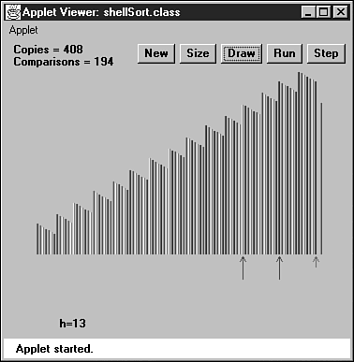 Applet Viewer: shellSort.class
Applet
Copies = 408
Comparisons = 194
New Size Draw Run Step
h=13
Applet started.